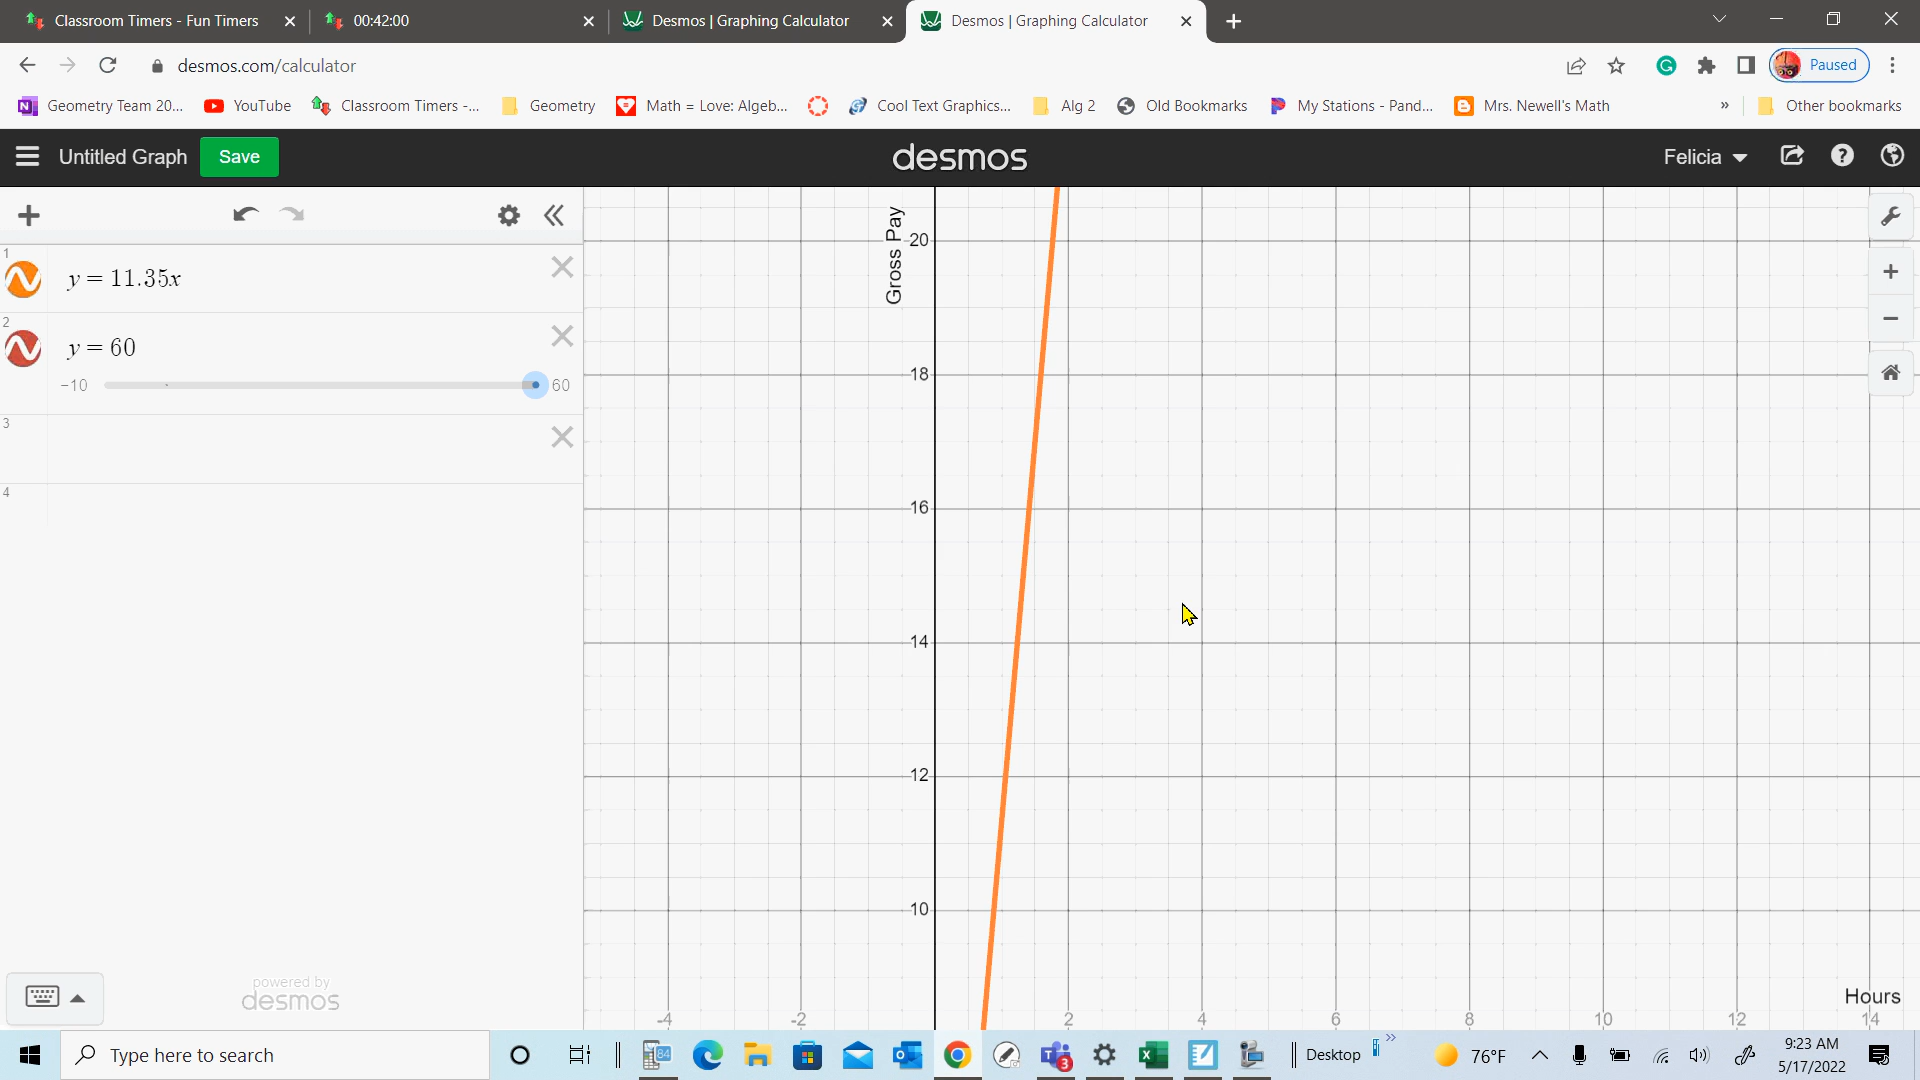 Classroom Timers - Fun Timers
00:42:00
Desmos | Graphing Calculator
Desmos | Graphing Calculator
desmos.com/calculator
Paused
Geometry Team 20...
YouTube
Classroom Timers -...
Geometry
Math = Love: Algeb...
Cool Text Graphics...
Alg 2
Old Bookmarks
My Stations - Pand...
Mrs. Newell's Math
»
Other bookmarks
Untitled Graph
Save
desmos
Felicia
1
y = 11.35x
2
y = 60
-10
60
3
4
powered by
desmos
Gross Pay
20
18
16
14
12
10
Hours
-4
-2
2
4
6
8
10
12
14
Type here to search
84
3
Desktop
»
76°F
9:23 AM
5/17/2022